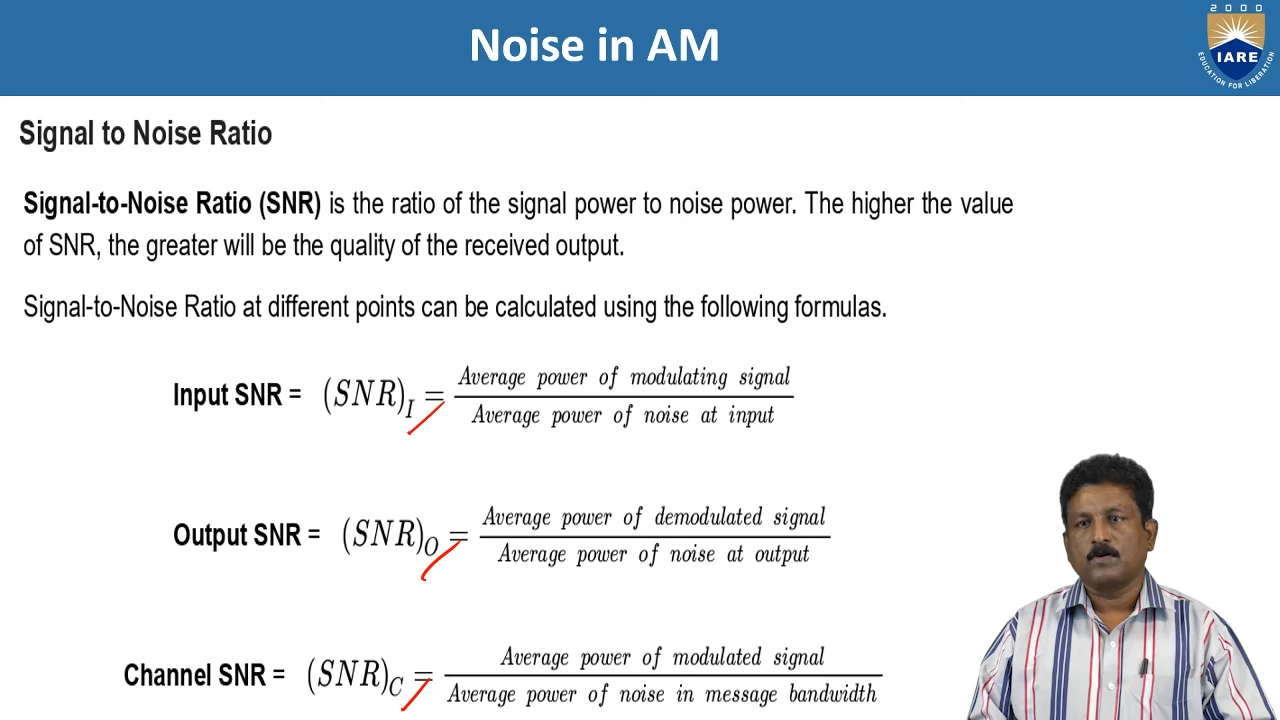 Noise in AM
2000
IARE
EDUCATION FOR LIBERATION
Signal to Noise Ratio
Signal-to-Noise Ratio (SNR) is the ratio of the signal power to noise power. The higher the value
of SNR, the greater will be the quality of the received output.
Signal-to-Noise Ratio at different points can be calculated using the following formulas.
Input SNR = (SNR)_I = Average power of modulating signal / Average power of noise at input
Output SNR = (SNR)_O = Average power of demodulated signal / Average power of noise at output
Channel SNR = (SNR)_C = Average power of modulated signal / Average power of noise in message bandwidth